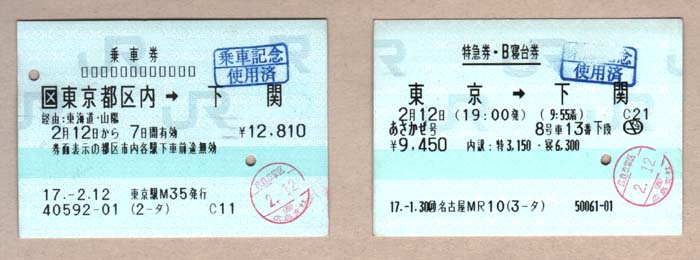 乗車券
乗車記念
使用済
区東京都区内 → 下関
経由:東海道・山陽
2月12日から 7日間有効 ¥12,810
券面表示の都区市内各駅下車前途無効
17.-2.12 東京駅M35発行
40592-01 (2-タ) C11
2.12
特急券・B寝台券
乗車記念
使用済
東京 → 下関
2月12日 (19:00発) (9:55着) C21
あさかぜ号 8号車13番下段
¥9,450 内訳:特3,150・寝6,300
2.12
17.-1.30 名古屋MR10(3-タ) 50061-01